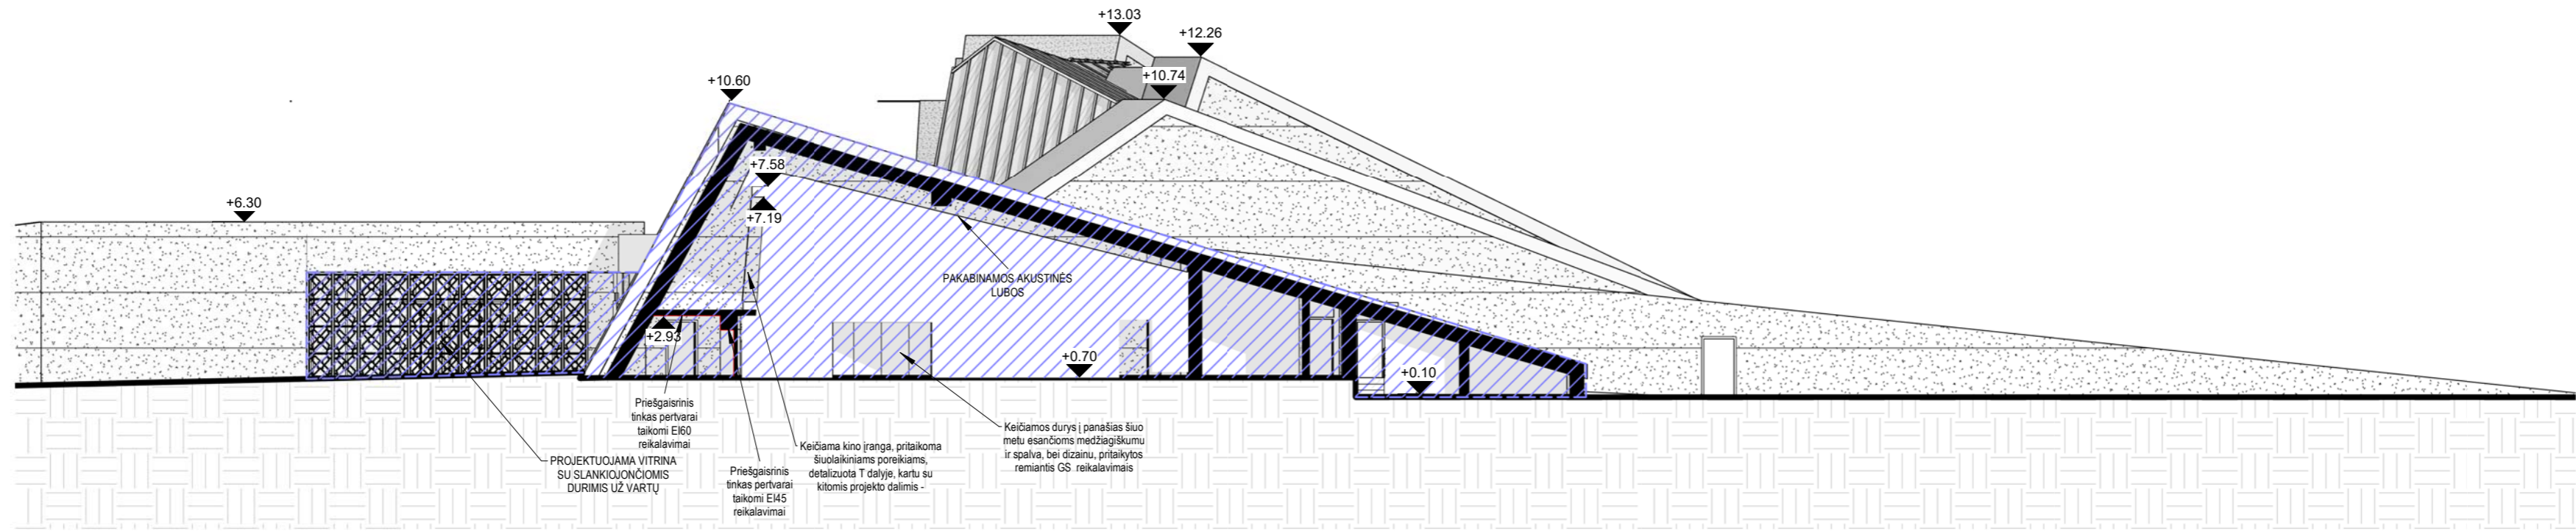 +13.03
+12.26
+10.74
+10.60
+7.58
+7.19
+6.30
PAKABINAMOS AKUSTINĖS
LUBOS
+2.93
+0.70
+0.10
Priešgaisrinis
tinkas pertvarai
taikomi EI60
reikalavimai
PROJEKTUOJAMA VITRINA
SU SLANKIOJONČIOMIS
DURIMIS UŽ VARTŲ
Priešgaisrinis
tinkas pertvarai
taikomi EI45
reikalavimai
Keičiama kino įranga, pritaikoma
šiuolaikiniams poreikiams,
detalizuota T dalyje, kartu su
kitomis projekto dalimis -
Keičiamos durys į panašias šiuo
metu esančioms medžiagiškumu
ir spalva, bei dizainu, pritaikytos
remiantis GS reikalavimais